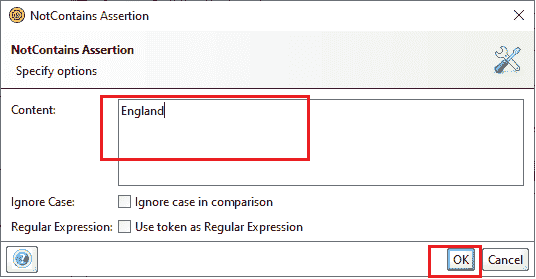 NotContains Assertion
NotContains Assertion
Specify options
Content:
England
Ignore Case:
Ignore case in comparison
Regular Expression:
Use token as Regular Expression
?
OK
Cancel